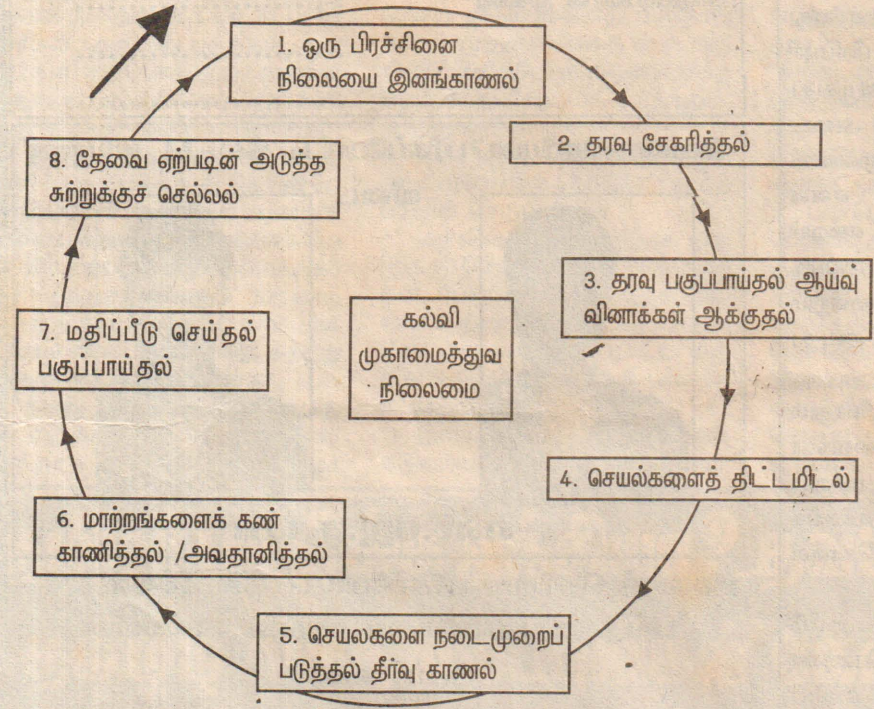 1. ஒரு பிரச்சினை
நிலையை இனங்காணல்
2. தரவு சேகரித்தல்
3. தரவு பகுப்பாய்தல் ஆய்வு
வினாக்கள் ஆக்குதல்
4. செயல்களைத் திட்டமிடல்
5. செயலகளை நடைமுறைப்
படுத்தல் தீர்வு காணல்
6. மாற்றங்களைக் கண்
காணித்தல் /அவதானித்தல்
7. மதிப்பீடு செய்தல்
பகுப்பாய்தல்
8. தேவை ஏற்படின் அடுத்த
சுற்றுக்குச் செல்லல்
கல்வி
முகாமைத்துவ
நிலைமை